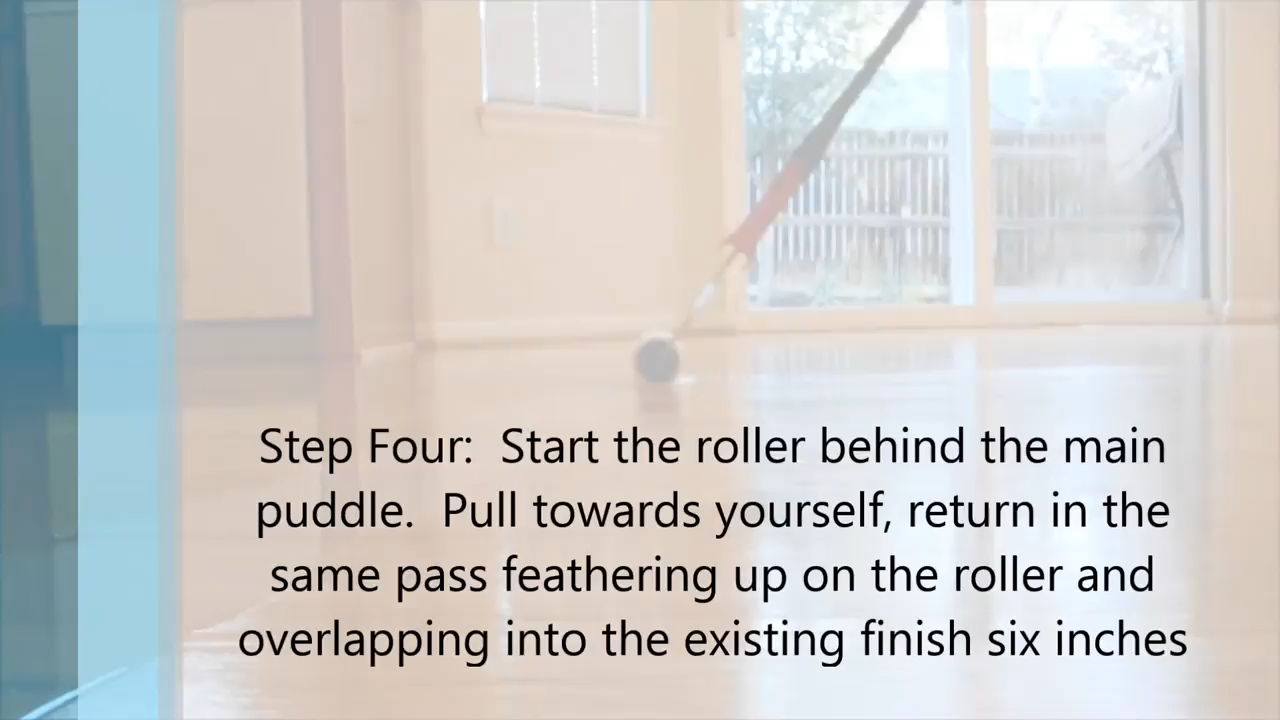 Step Four:  Start the roller behind the main
puddle.  Pull towards yourself, return in the
same pass feathering up on the roller and
overlapping into the existing finish six inches